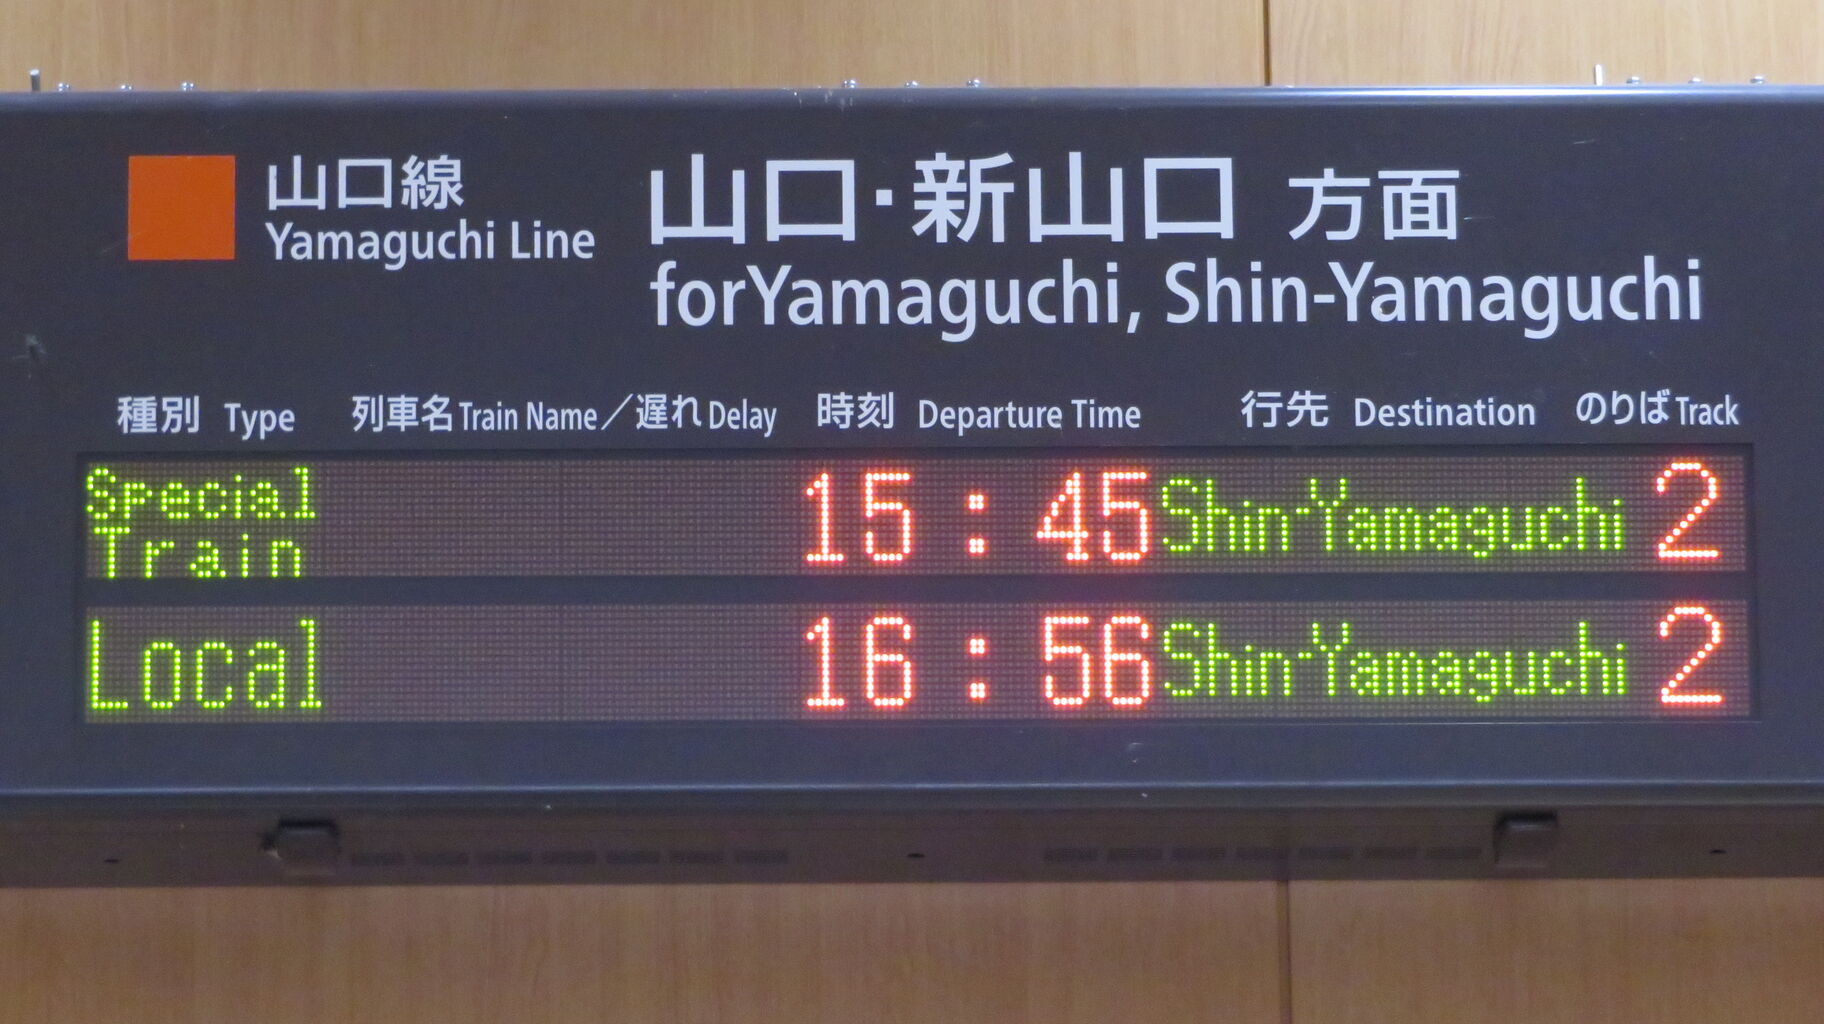 山口線
Yamaguchi Line
山口・新山口 方面
for Yamaguchi, Shin-Yamaguchi
種別 Type 列車名 Train Name／遅れ Delay 時刻 Departure Time 行先 Destination のりば Track
Special Train 15:45 Shin-Yamaguchi 2
Local 16:56 Shin-Yamaguchi 2